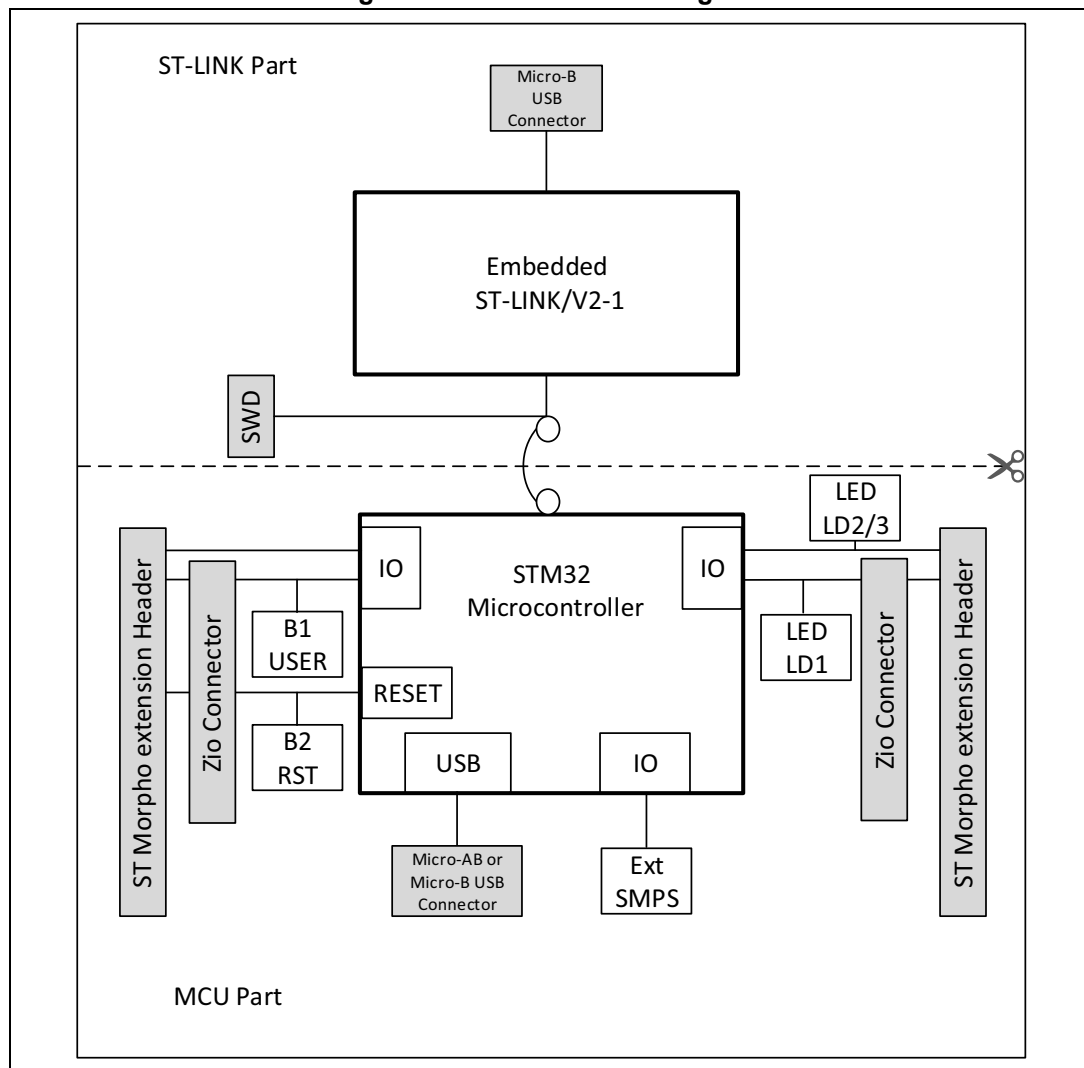 ST-LINK Part
Micro-B
USB
Connector
Embedded
ST-LINK/V2-1
SWD
LED
LD2/3
IO
STM32
Microcontroller
IO
ST Morpho extension Header
Zio Connector
B1
USER
LED
LD1
Zio Connector
ST Morpho extension Header
RESET
B2
RST
USB
IO
Micro-AB or
Micro-B USB
Connector
Ext
SMPS
MCU Part